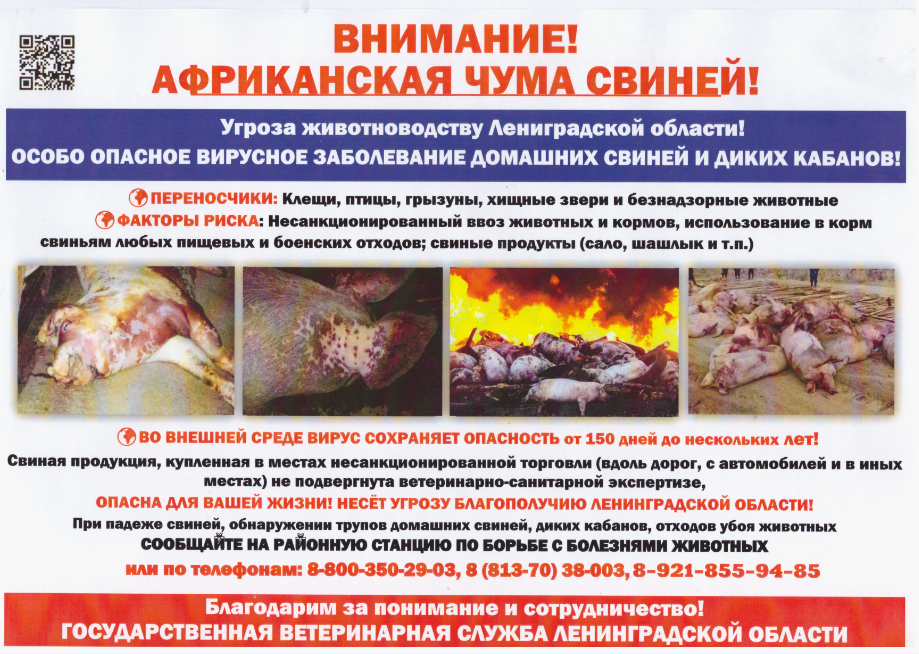 ВНИМАНИЕ!
АФРИКАНСКАЯ ЧУМА СВИНЕЙ!
Угроза животноводству Лениградской области!
ОСОБО ОПАСНОЕ ВИРУСНОЕ ЗАБОЛЕВАНИЕ ДОМАШНИХ СВИНЕЙ И ДИКИХ КАБАНОВ!
ПЕРЕНОСЧИКИ: Клещи, птицы, грызуны, хищные звери и безнадзорные животные
ФАКТОРЫ РИСКА: Несанкционированный ввоз животных и кормов, использование в корм
свиньям любых пищевых и боенских отходов; свиные продукты (сало, шашлык и т.п.)
ВО ВНЕШНЕЙ СРЕДЕ ВИРУС СОХРАНЯЕТ ОПАСНОСТЬ от 150 дней до нескольких лет!
Свиная продукция, купленная в местах несанкционированной торговли (вдоль дорог, с автомобилей и в иных
местах) не подвергнута ветеринарно-санитарной экспертизе,
ОПАСНА ДЛЯ ВАШЕЙ ЖИЗНИ! НЕСЁТ УГРОЗУ БЛАГОПОЛУЧИЮ ЛЕНИНГРАДСКОЙ ОБЛАСТИ!
При падеже свиней, обнаружении трупов домашних свиней, диких кабанов, отходов убоя животных
СООБЩАЙТЕ НА РАЙОННУЮ СТАНЦИЮ ПО БОРЬБЕ С БОЛЕЗНЯМИ ЖИВОТНЫХ
или по телефонам: 8-800-350-29-03, 8 (813-70) 38-003, 8-921-855-94-85
Благодарим за понимание и сотрудничество!
ГОСУДАРСТВЕННАЯ ВЕТЕРИНАРНАЯ СЛУЖБА ЛЕНИНГРАДСКОЙ ОБЛАСТИ